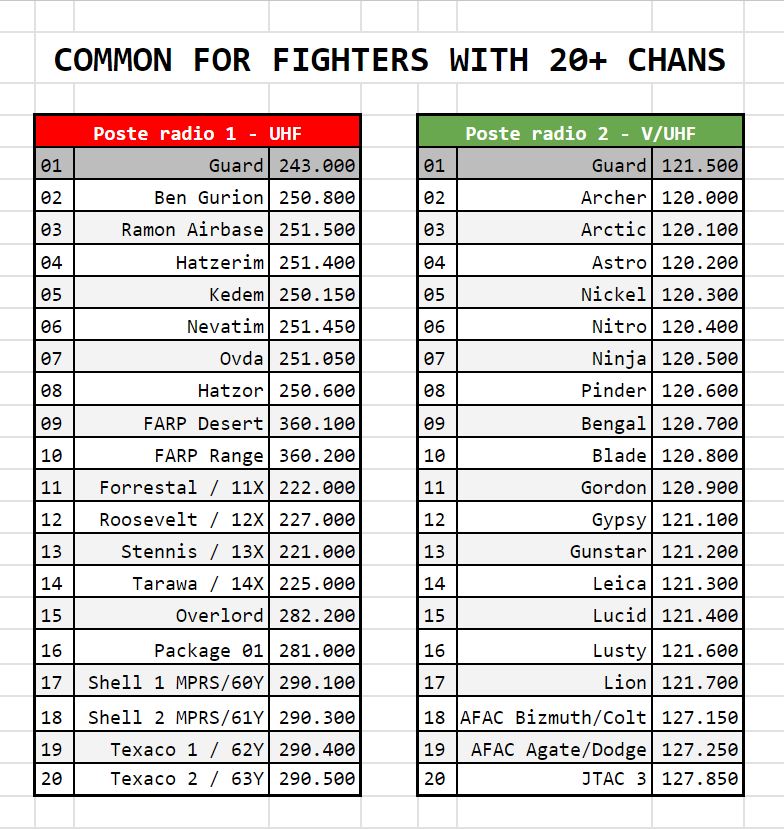 COMMON FOR FIGHTERS WITH 20+ CHANS
Poste radio 1 - UHF
01 Guard 243.000
02 Ben Gurion 250.800
03 Ramon Airbase 251.500
04 Hatzerim 251.400
05 Kedem 250.150
06 Nevatim 251.450
07 Ovda 251.050
08 Hatzor 250.600
09 FARP Desert 360.100
10 FARP Range 360.200
11 Forrestal / 11X 222.000
12 Roosevelt / 12X 227.000
13 Stennis / 13X 221.000
14 Tarawa / 14X 225.000
15 Overlord 282.200
16 Package 01 281.000
17 Shell 1 MPRS/60Y 290.100
18 Shell 2 MPRS/61Y 290.300
19 Texaco 1 / 62Y 290.400
20 Texaco 2 / 63Y 290.500
Poste radio 2 - V/UHF
01 Guard 121.500
02 Archer 120.000
03 Arctic 120.100
04 Astro 120.200
05 Nickel 120.300
06 Nitro 120.400
07 Ninja 120.500
08 Pinder 120.600
09 Bengal 120.700
10 Blade 120.800
11 Gordon 120.900
12 Gypsy 121.100
13 Gunstar 121.200
14 Leica 121.300
15 Lucid 121.400
16 Lusty 121.600
17 Lion 121.700
18 AFAC Bizmuth/Colt 127.150
19 AFAC Agate/Dodge 127.250
20 JTAC 3 127.850